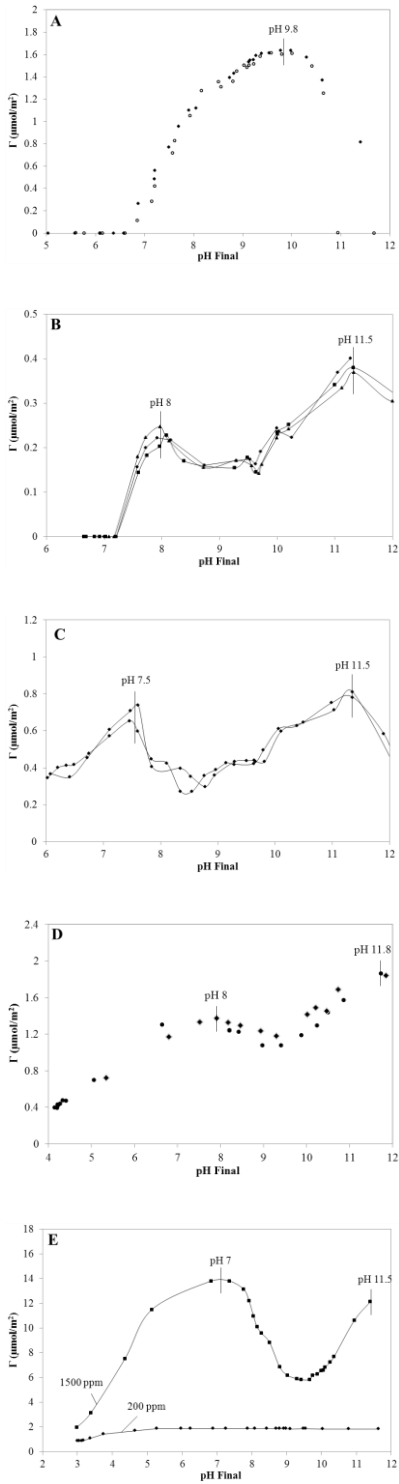 A
pH 9.8
2
1.8
1.6
1.4
1.2
1
0.8
0.6
0.4
0.2
0
Γ (µmol/m²)
5 6 7 8 9 10 11 12
pH Final
B
pH 8
pH 11.5
0.5
0.4
0.3
0.2
0.1
0
Γ (µmol/m²)
6 7 8 9 10 11 12
pH Final
C
pH 7.5
pH 11.5
1.2
1
0.8
0.6
0.4
0.2
0
Γ (µmol/m²)
6 7 8 9 10 11 12
pH Final
D
pH 8
pH 11.8
2.4
2
1.6
1.2
0.8
0.4
0
Γ (µmol/m²)
4 5 6 7 8 9 10 11 12
pH Final
E
pH 7
pH 11.5
1500 ppm
200 ppm
18
16
14
12
10
8
6
4
2
0
Γ (µmol/m²)
2 3 4 5 6 7 8 9 10 11 12
pH Final